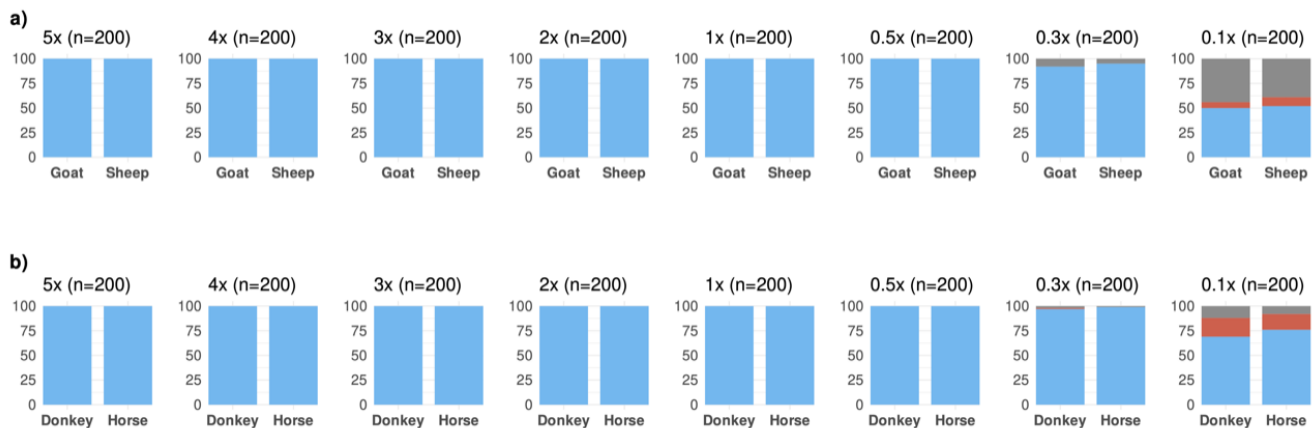 a)
5x (n=200) 4x (n=200) 3x (n=200) 2x (n=200) 1x (n=200) 0.5x (n=200) 0.3x (n=200) 0.1x (n=200)
100 100 100 100 100 100 100 100
75 75 75 75 75 75 75 75
50 50 50 50 50 50 50 50
25 25 25 25 25 25 25 25
0 0 0 0 0 0 0 0
Goat Sheep Goat Sheep Goat Sheep Goat Sheep Goat Sheep Goat Sheep Goat Sheep Goat Sheep
b)
5x (n=200) 4x (n=200) 3x (n=200) 2x (n=200) 1x (n=200) 0.5x (n=200) 0.3x (n=200) 0.1x (n=200)
100 100 100 100 100 100 100 100
75 75 75 75 75 75 75 75
50 50 50 50 50 50 50 50
25 25 25 25 25 25 25 25
0 0 0 0 0 0 0 0
Donkey Horse Donkey Horse Donkey Horse Donkey Horse Donkey Horse Donkey Horse Donkey Horse Donkey Horse